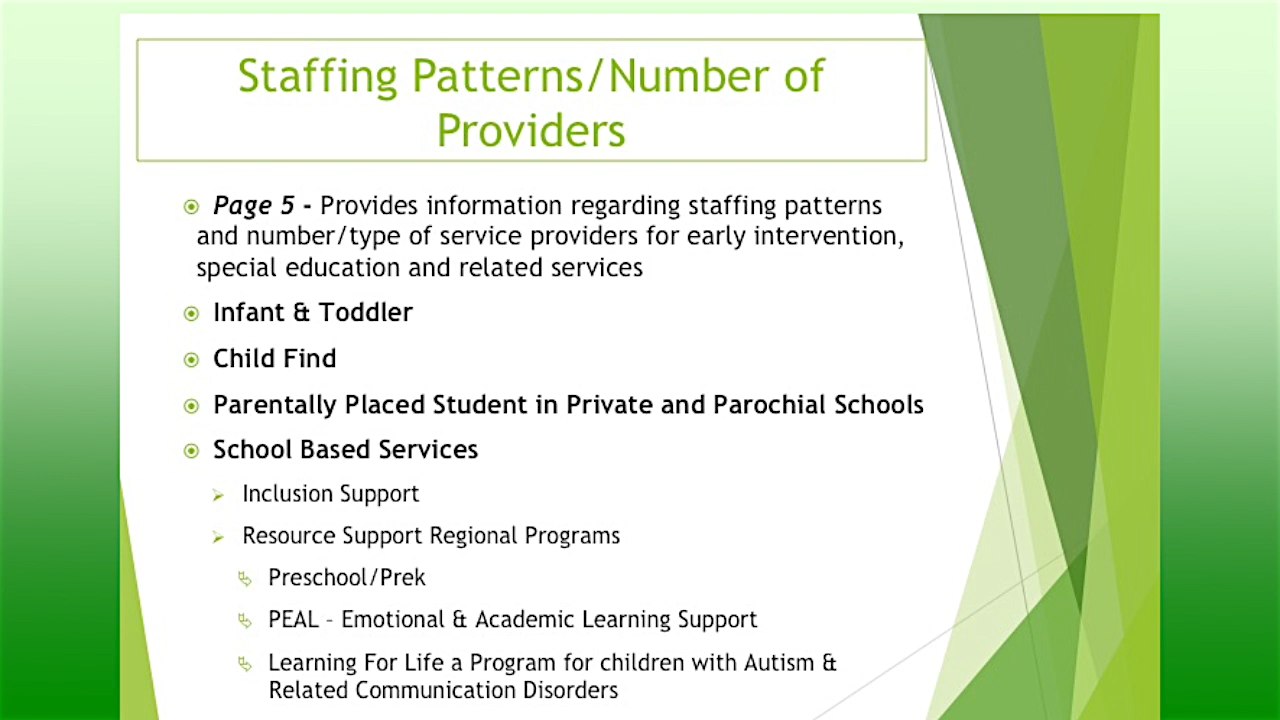 Staffing Patterns/Number of
Providers
Page 5 - Provides information regarding staffing patterns
and number/type of service providers for early intervention,
special education and related services
Infant & Toddler
Child Find
Parentally Placed Student in Private and Parochial Schools
School Based Services
Inclusion Support
Resource Support Regional Programs
Preschool/Prek
PEAL – Emotional & Academic Learning Support
Learning For Life a Program for children with Autism &
Related Communication Disorders